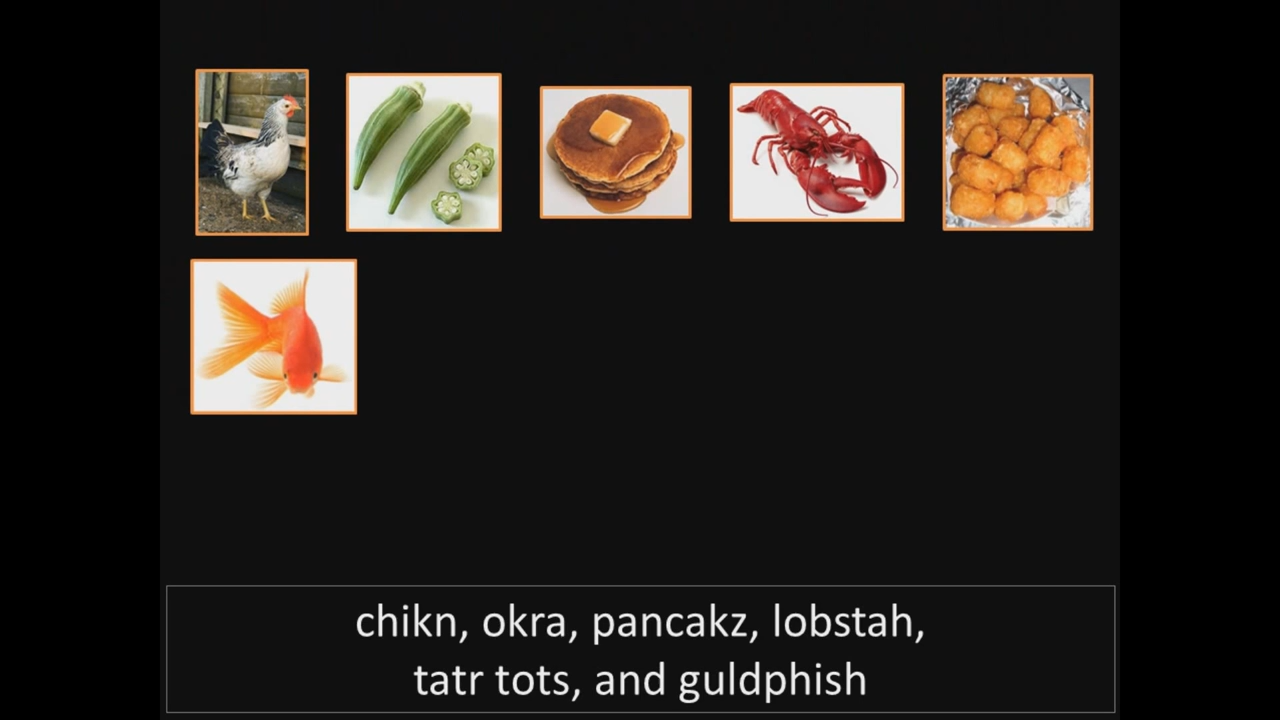 chikn, okra, pancakz, lobstah,
tatr tots, and guldphish